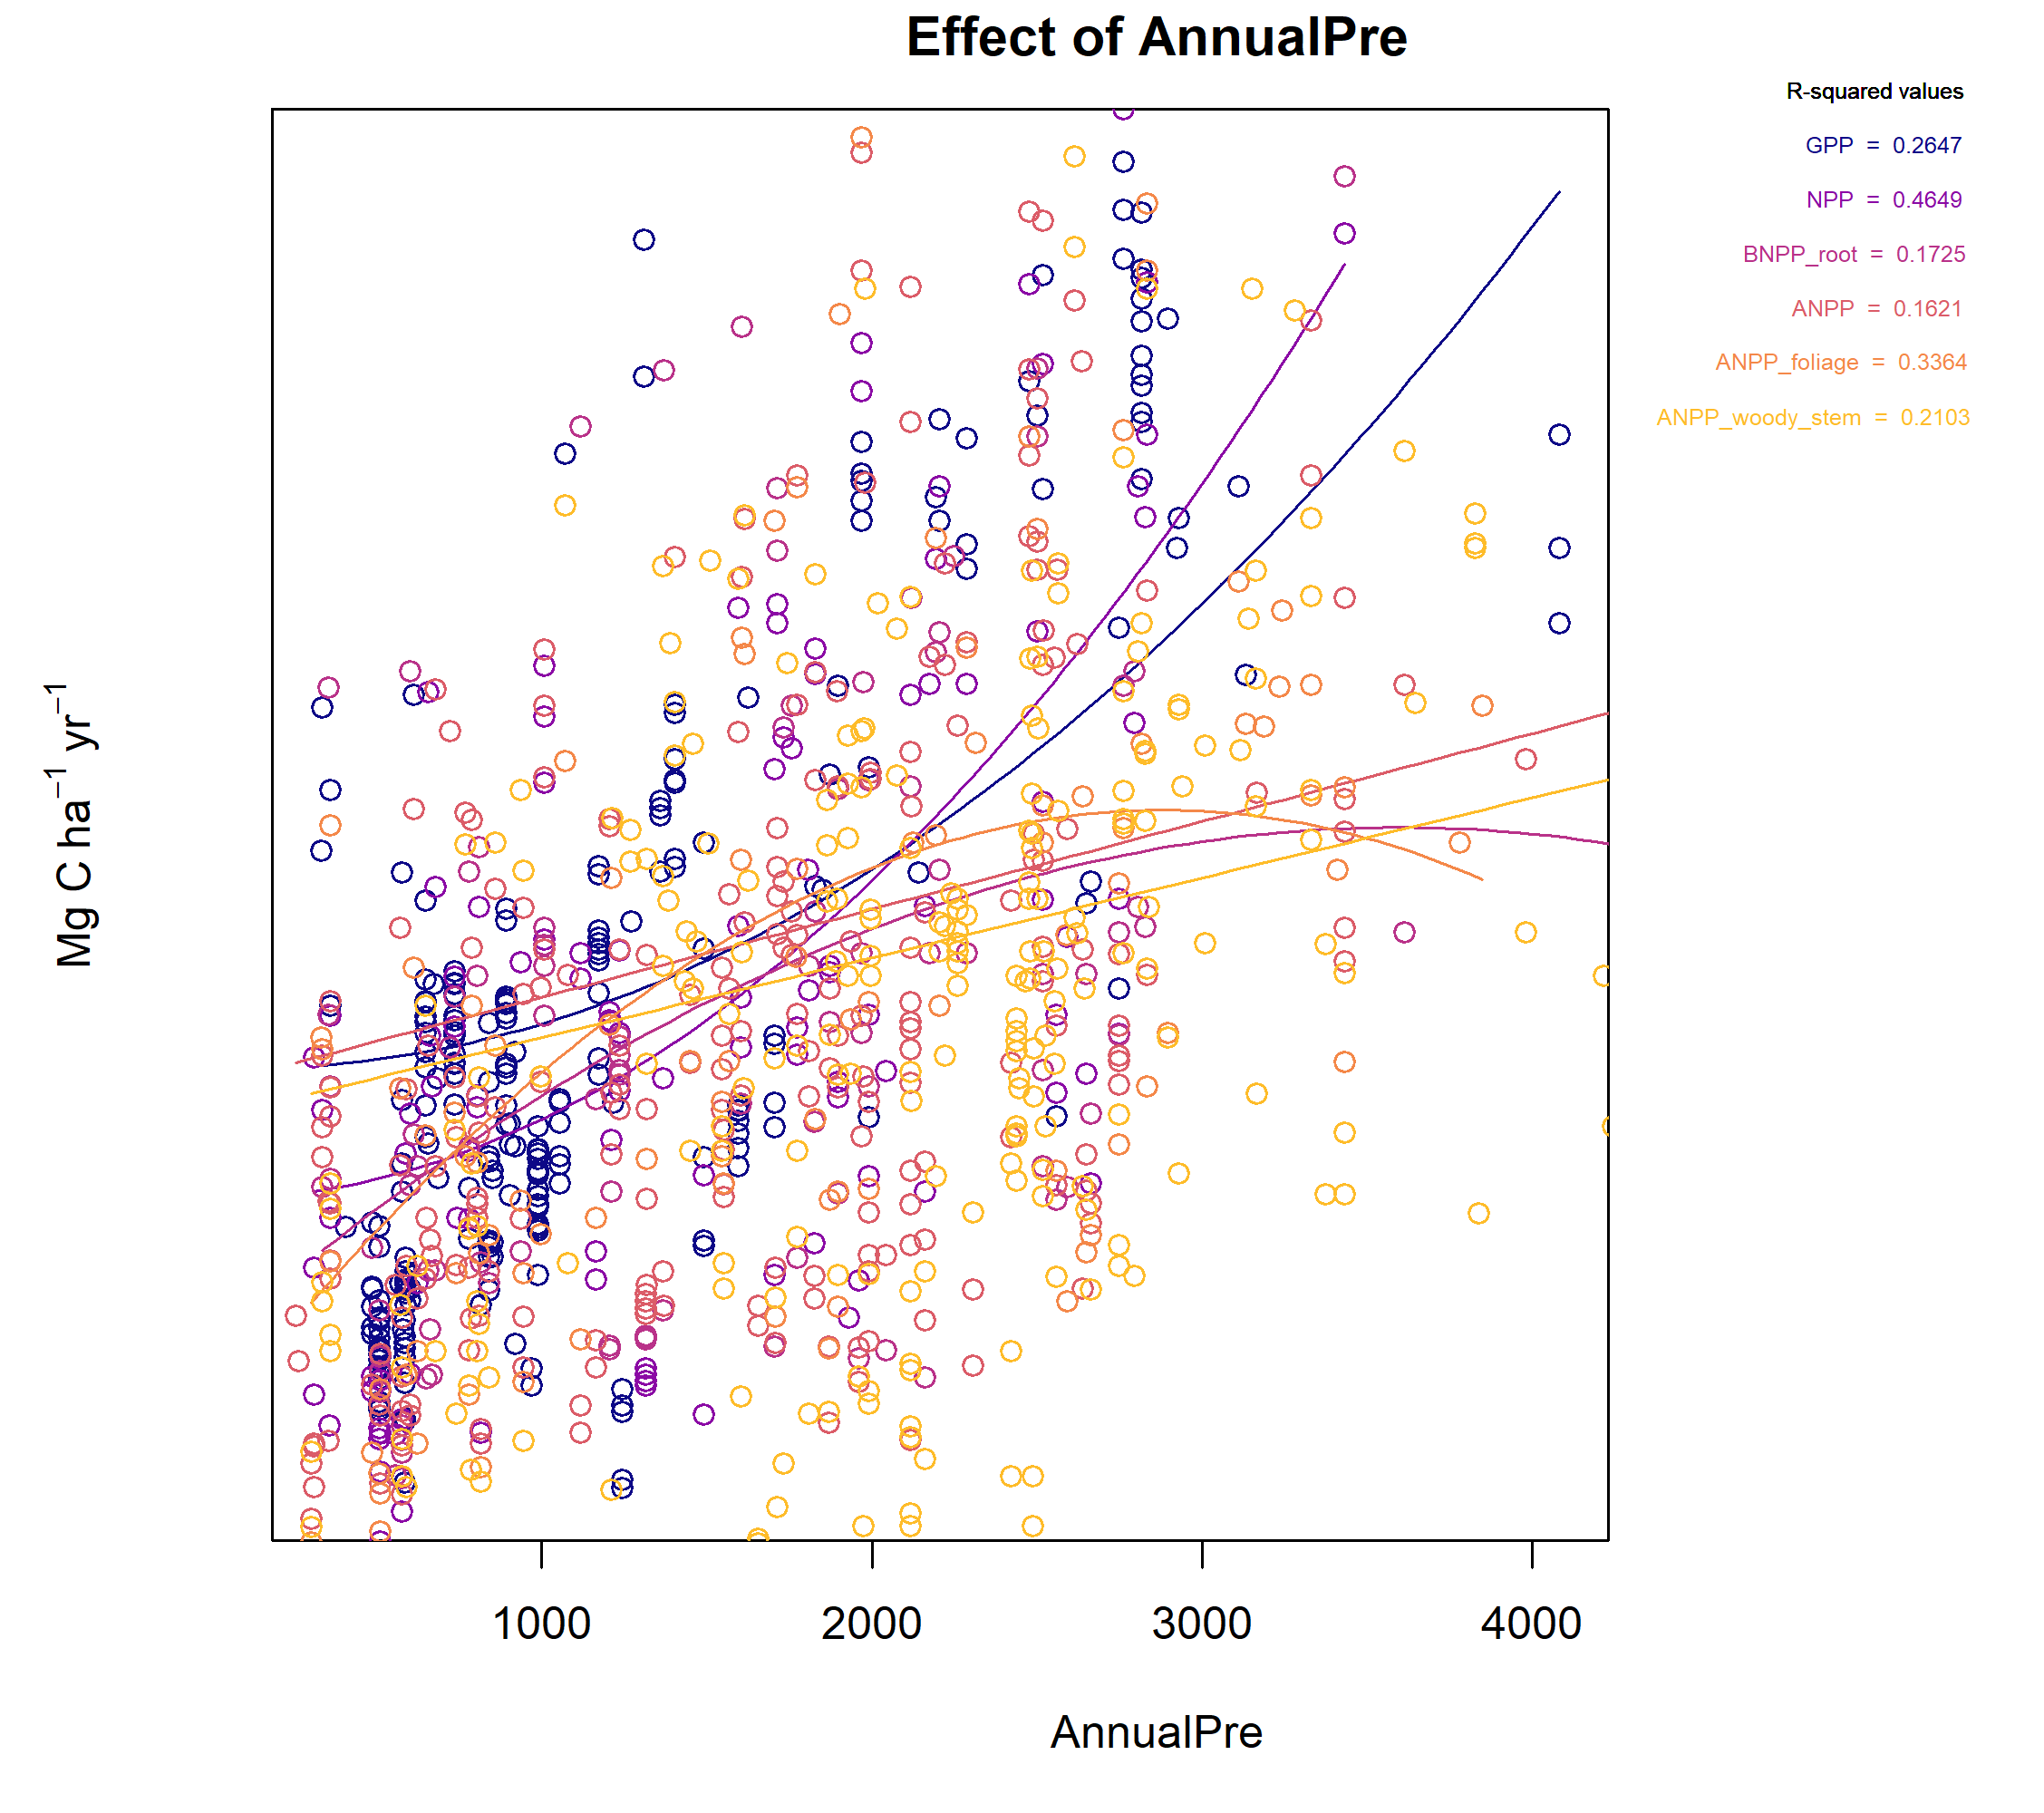 Effect of AnnualPre
R-squared values
GPP = 0.2647
NPP = 0.4649
BNPP_root = 0.1725
ANPP = 0.1621
ANPP_foliage = 0.3364
ANPP_woody_stem = 0.2103
Mg C ha⁻¹ yr⁻¹
1000 2000 3000 4000
AnnualPre